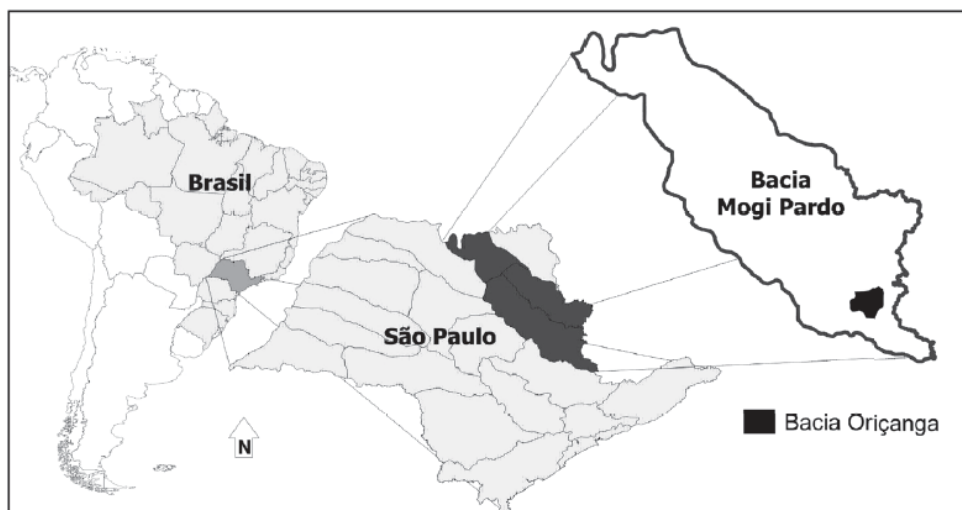 Brasil
São Paulo
Bacia
Mogi Pardo
N
Bacia Oriçanga